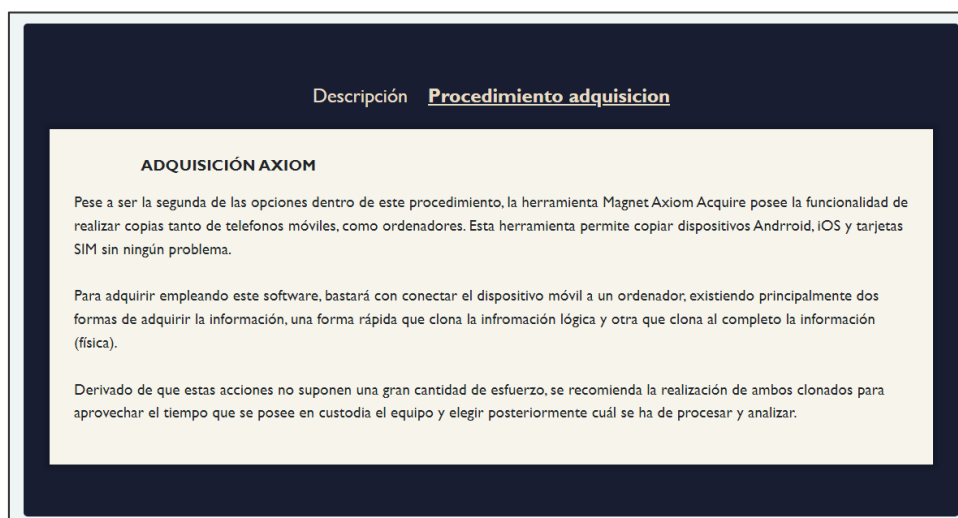 Descripción Procedimiento adquisicion
ADQUISICIÓN AXIOM
Pese a ser la segunda de las opciones dentro de este procedimiento, la herramienta Magnet Axiom Acquire posee la funcionalidad de
realizar copias tanto de telefonos móviles, como ordenadores. Esta herramienta permite copiar dispositivos Andrroid, iOS y tarjetas
SIM sin ningún problema.
Para adquirir empleando este software, bastará con conectar el dispositivo móvil a un ordenador, existiendo principalmente dos
formas de adquirir la información, una forma rápida que clona la infromación lógica y otra que clona al completo la información
(física).
Derivado de que estas acciones no suponen una gran cantidad de esfuerzo, se recomienda la realización de ambos clonados para
aprovechar el tiempo que se posee en custodia el equipo y elegir posteriormente cuál se ha de procesar y analizar.